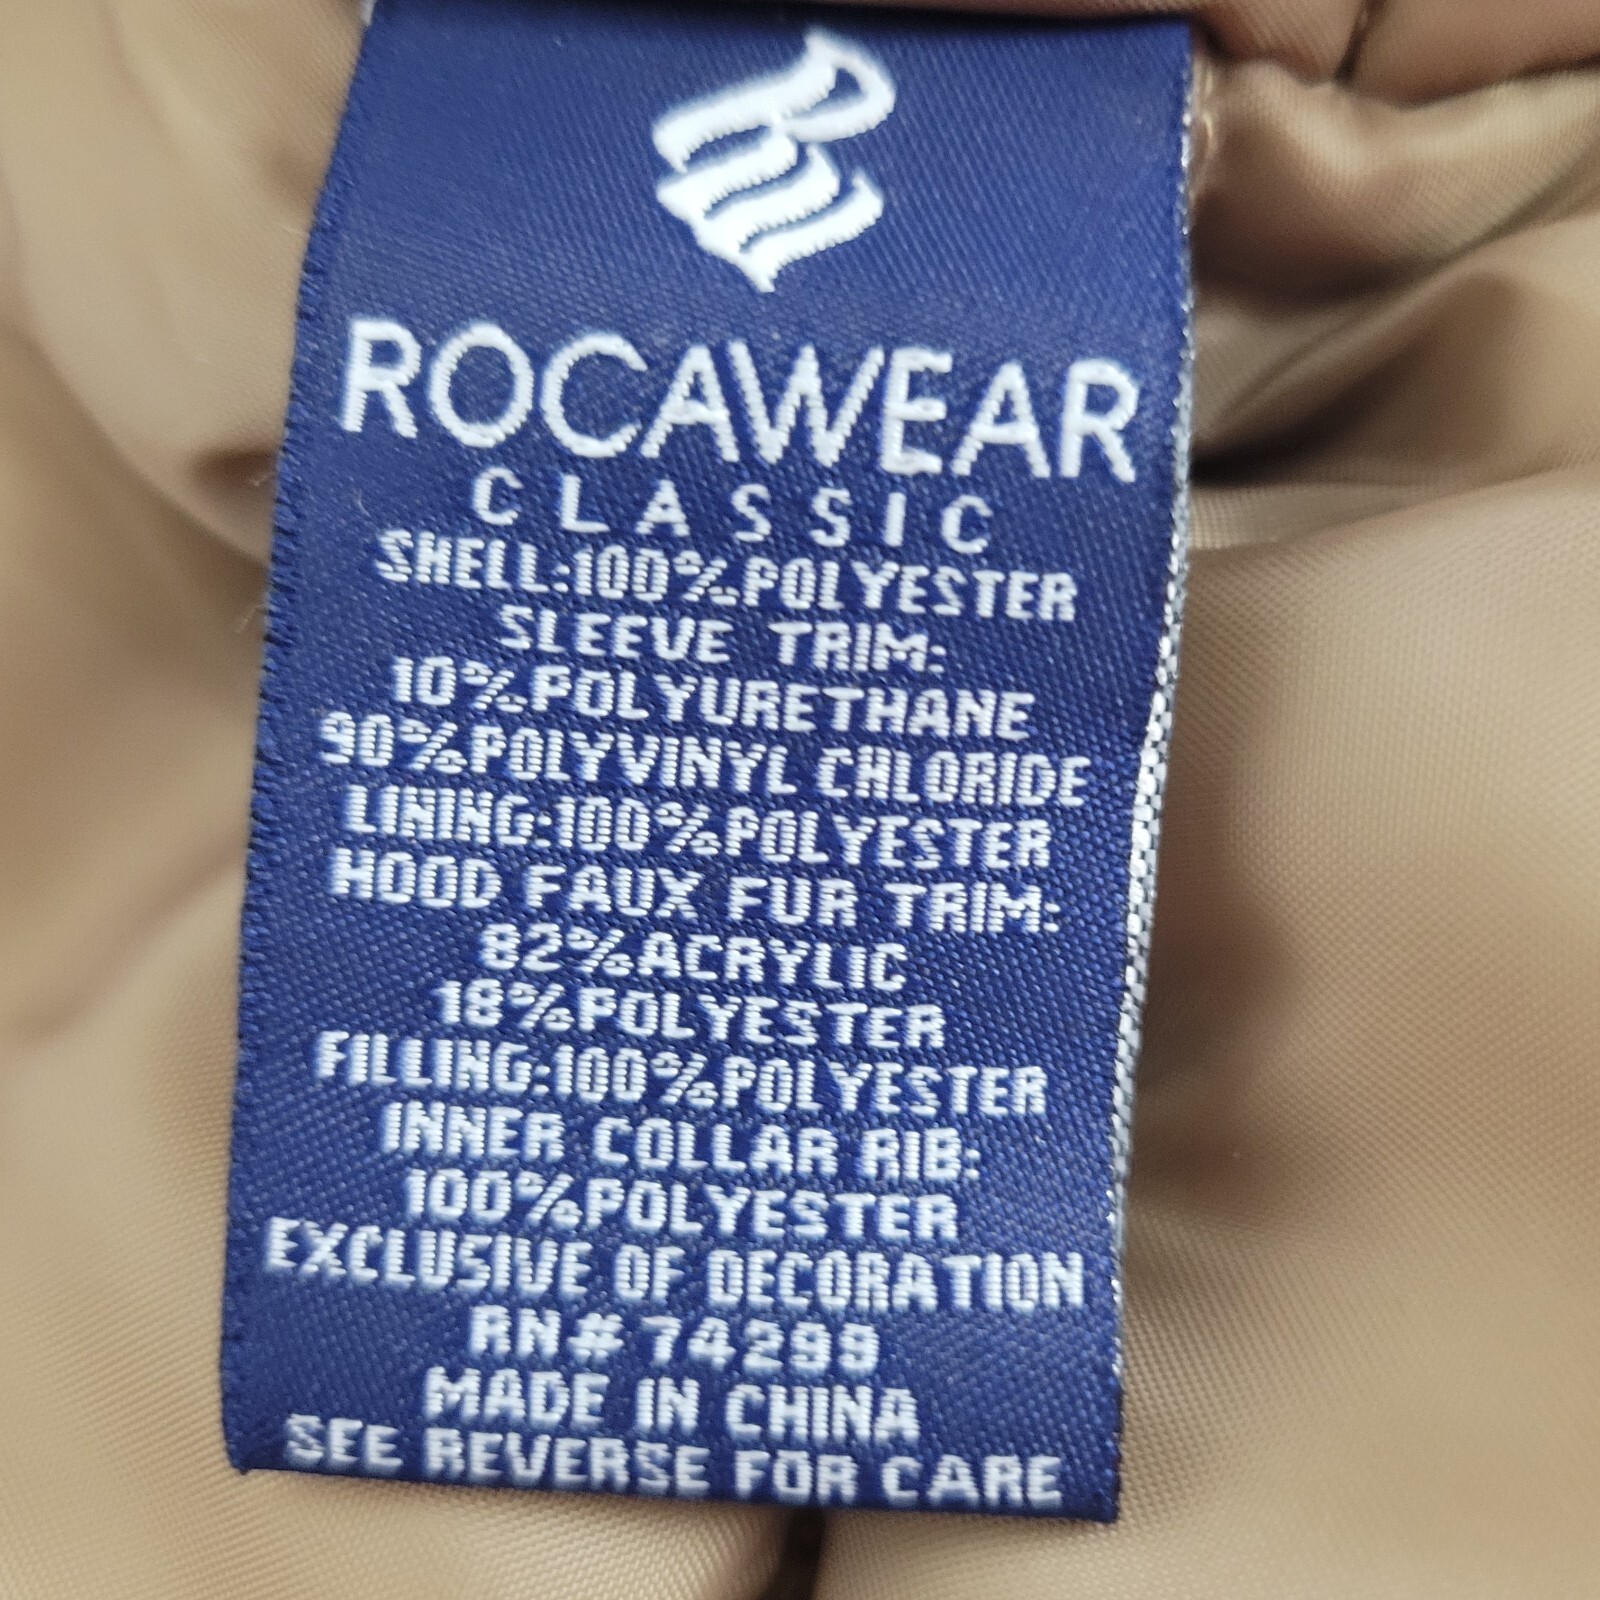 ROCAWEAR
CLASSIC
SHELL:100%POLYESTER
SLEEVE TRIM:
10%POLYURETHANE
90%POLYVINYL CHLORIDE
LINING:100%POLYESTER
HOOD FAUX FUR TRIM:
82%ACRYLIC
18%POLYESTER
FILLING:100%POLYESTER
INNER COLLAR RIB:
100%POLYESTER
EXCLUSIVE OF DECORATION
RN# 74299
MADE IN CHINA
SEE REVERSE FOR CARE